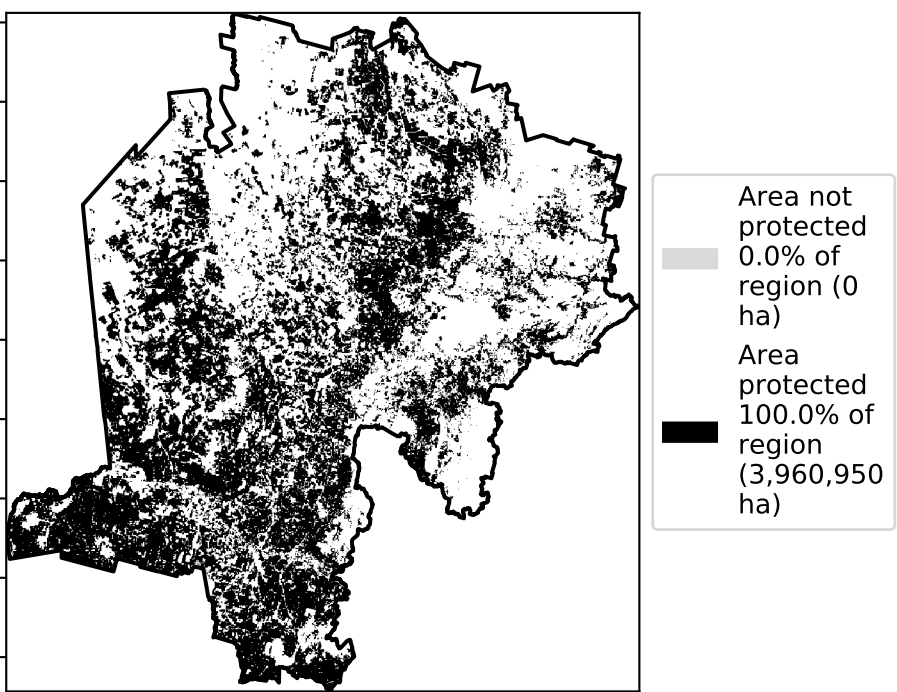 Area not
protected
0.0% of
region (0
ha)
Area
protected
100.0% of
region
(3,960,950
ha)